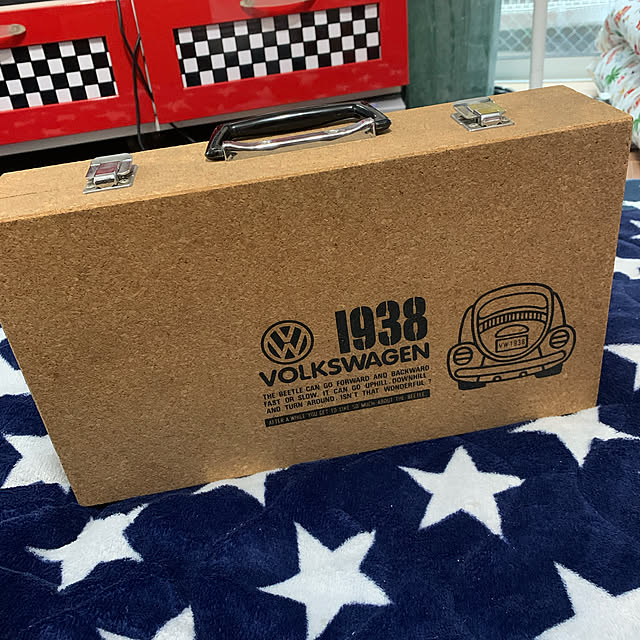 1938
VOLKSWAGEN
THE BEETLE CAN GO FORWARD AND BACKWARD
FAST OR SLOW. IT CAN GO UPHILL. DOWNHILL
AND TURN AROUND. ISN'T THAT WONDERFUL?
AFTER A WHILE YOU GET TO LIKE SO MUCH ABOUT THE BEETLE.
VW-1938